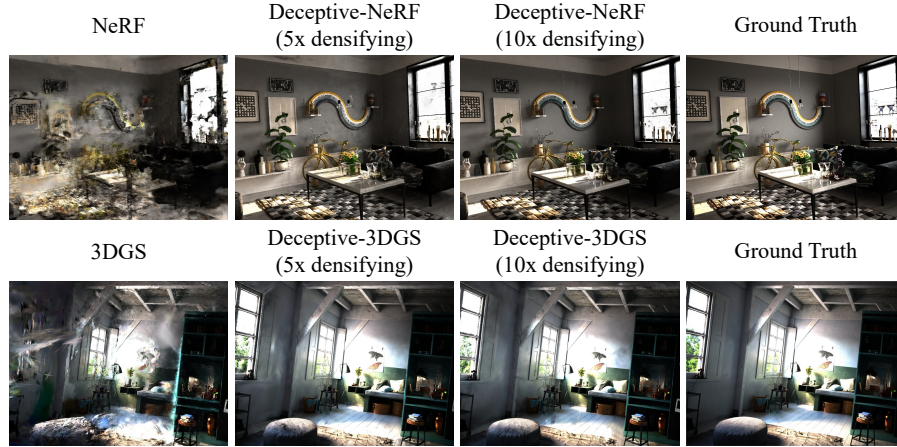 NeRF
Deceptive-NeRF
(5x densifying)
Deceptive-NeRF
(10x densifying)
Ground Truth
3DGS
Deceptive-3DGS
(5x densifying)
Deceptive-3DGS
(10x densifying)
Ground Truth